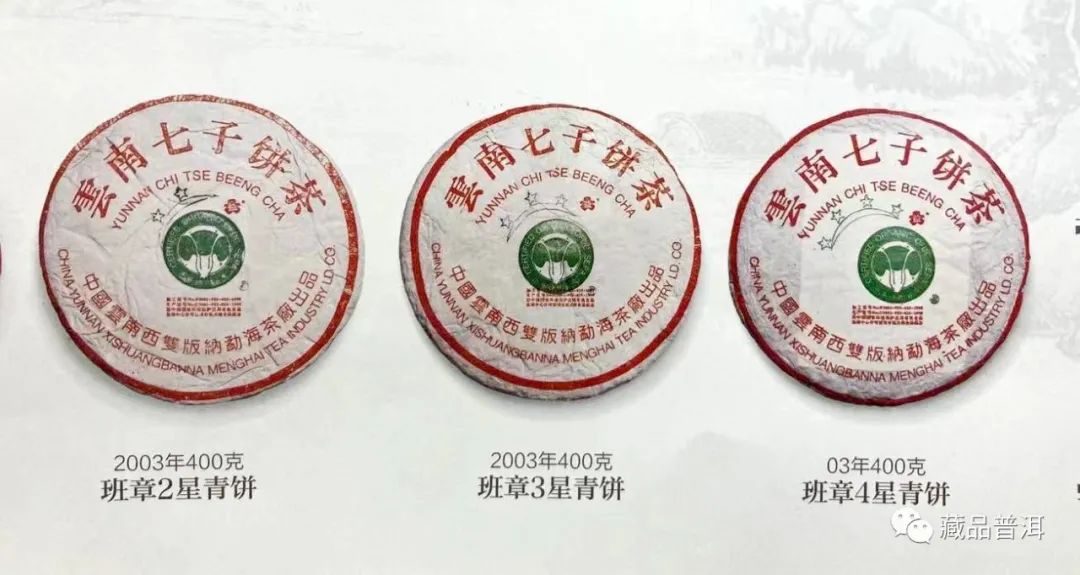 雲南七子饼茶
YUNNAN CHI TSE BEENG CHA
中國雲南西雙版納勐海茶廠出品
CHINA YUNNAN XISHUANGBANNA MENGHAI TEA INDUSTRY LD CO.
2003年400克
班章2星青饼
雲南七子饼茶
YUNNAN CHI TSE BEENG CHA
中國雲南西雙版納勐海茶廠出品
CHINA YUNNAN XISHUANGBANNA MENGHAI TEA INDUSTRY LD CO.
2003年400克
班章3星青饼
雲南七子饼茶
YUNNAN CHI TSE BEENG CHA
中國雲南西雙版納勐海茶廠出品
CHINA YUNNAN XISHUANGBANNA MENGHAI TEA INDUSTRY LD CO.
03年400克
班章4星青饼
藏品普洱